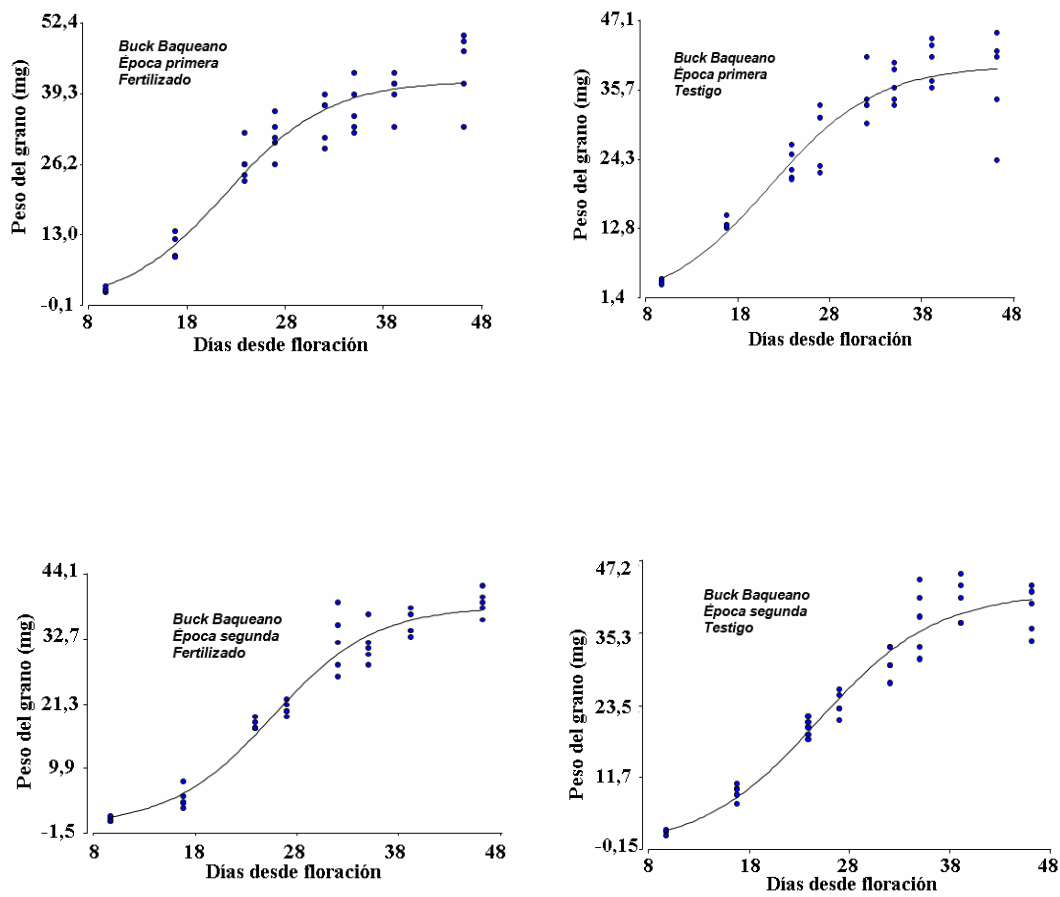 52,4
39,3
26,2
13,0
-0,1
Peso del grano (mg)
Buck Baqueano
Época primera
Fertilizado
8 18 28 38 48
Días desde floración
47,1
35,7
24,3
12,8
1,4
Peso del grano (mg)
Buck Baqueano
Época primera
Testigo
8 18 28 38 48
Días desde floración
44,1
32,7
21,3
9,9
-1,5
Peso del grano (mg)
Buck Baqueano
Época segunda
Fertilizado
8 18 28 38 48
Días desde floración
47,2
35,3
23,5
11,7
-0,15
Peso del grano (mg)
Buck Baqueano
Época segunda
Testigo
8 18 28 38 48
Días desde floración